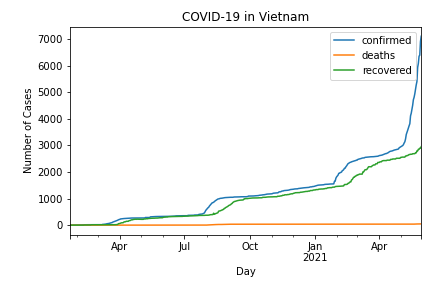 COVID-19 in Vietnam
Number of Cases
7000
6000
5000
4000
3000
2000
1000
0
confirmed
deaths
recovered
Apr
Jul
Oct
Jan
2021
Apr
Day